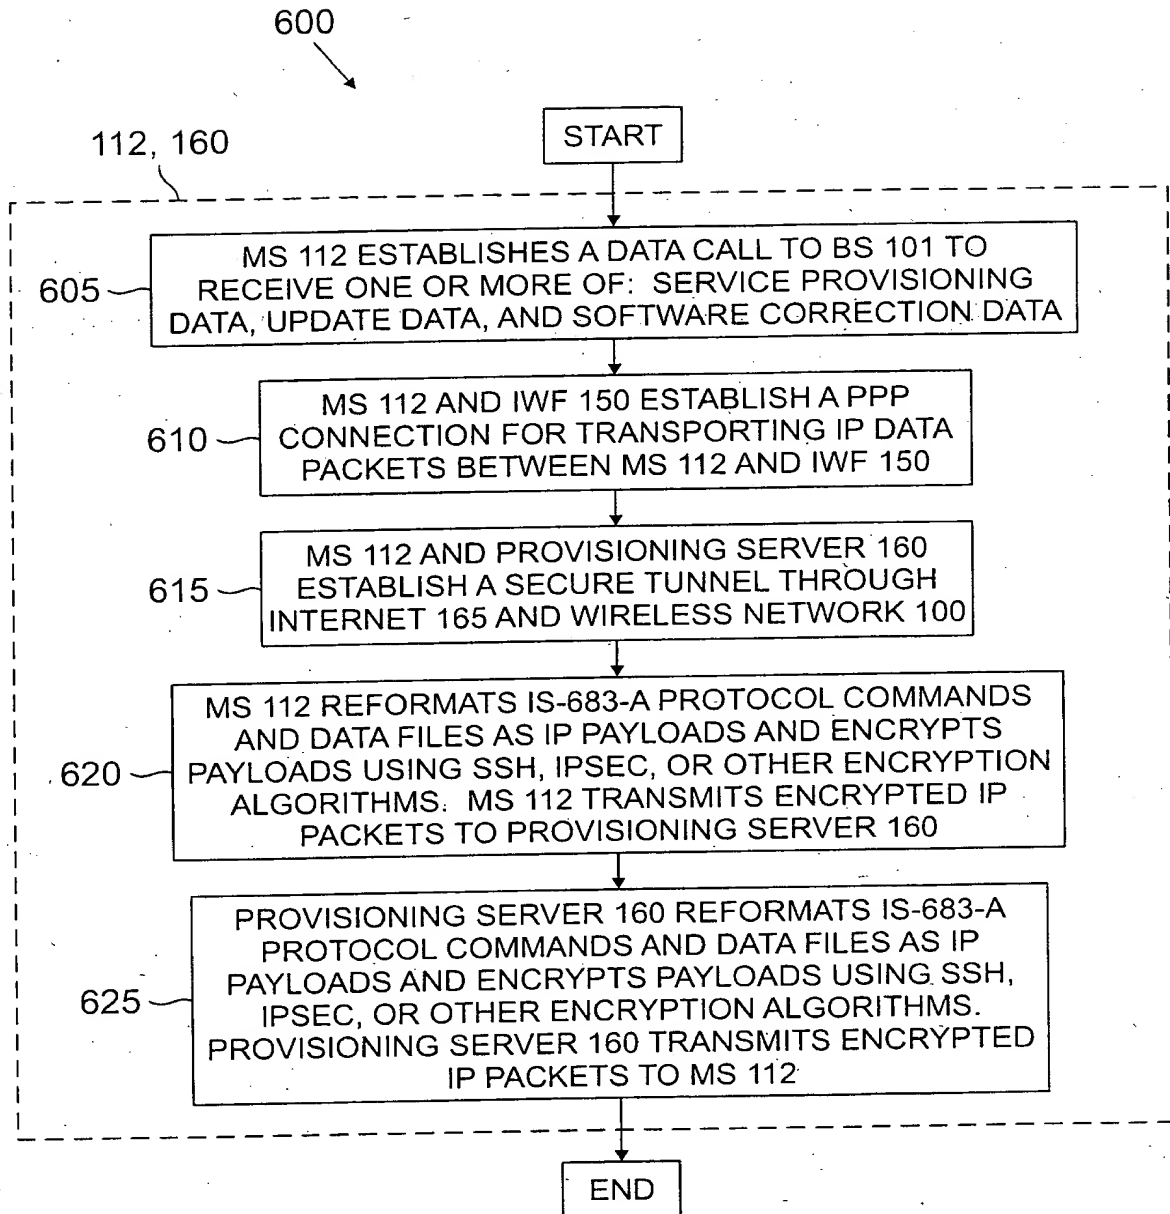 600
112, 160
START
605
MS 112 ESTABLISHES A DATA CALL TO BS 101 TO
RECEIVE ONE OR MORE OF: SERVICE PROVISIONING
DATA, UPDATE DATA, AND SOFTWARE CORRECTION DATA
610
MS 112 AND IWF 150 ESTABLISH A PPP
CONNECTION FOR TRANSPORTING IP DATA
PACKETS BETWEEN MS 112 AND IWF 150
615
MS 112 AND PROVISIONING SERVER 160
ESTABLISH A SECURE TUNNEL THROUGH
INTERNET 165 AND WIRELESS NETWORK 100
620
MS 112 REFORMATS IS-683-A PROTOCOL COMMANDS
AND DATA FILES AS IP PAYLOADS AND ENCRYPTS
PAYLOADS USING SSH, IPSEC, OR OTHER ENCRYPTION
ALGORITHMS. MS 112 TRANSMITS ENCRYPTED IP
PACKETS TO PROVISIONING SERVER 160
625
PROVISIONING SERVER 160 REFORMATS IS-683-A
PROTOCOL COMMANDS AND DATA FILES AS IP
PAYLOADS AND ENCRYPTS PAYLOADS USING SSH,
IPSEC, OR OTHER ENCRYPTION ALGORITHMS.
PROVISIONING SERVER 160 TRANSMITS ENCRYPTED
IP PACKETS TO MS 112
END